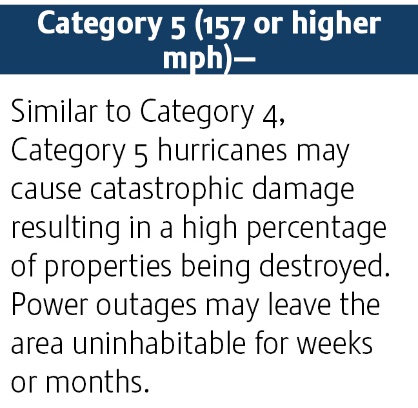 Category 5 (157 or higher
mph)—
Similar to Category 4,
Category 5 hurricanes may
cause catastrophic damage
resulting in a high percentage
of properties being destroyed.
Power outages may leave the
area uninhabitable for weeks
or months.